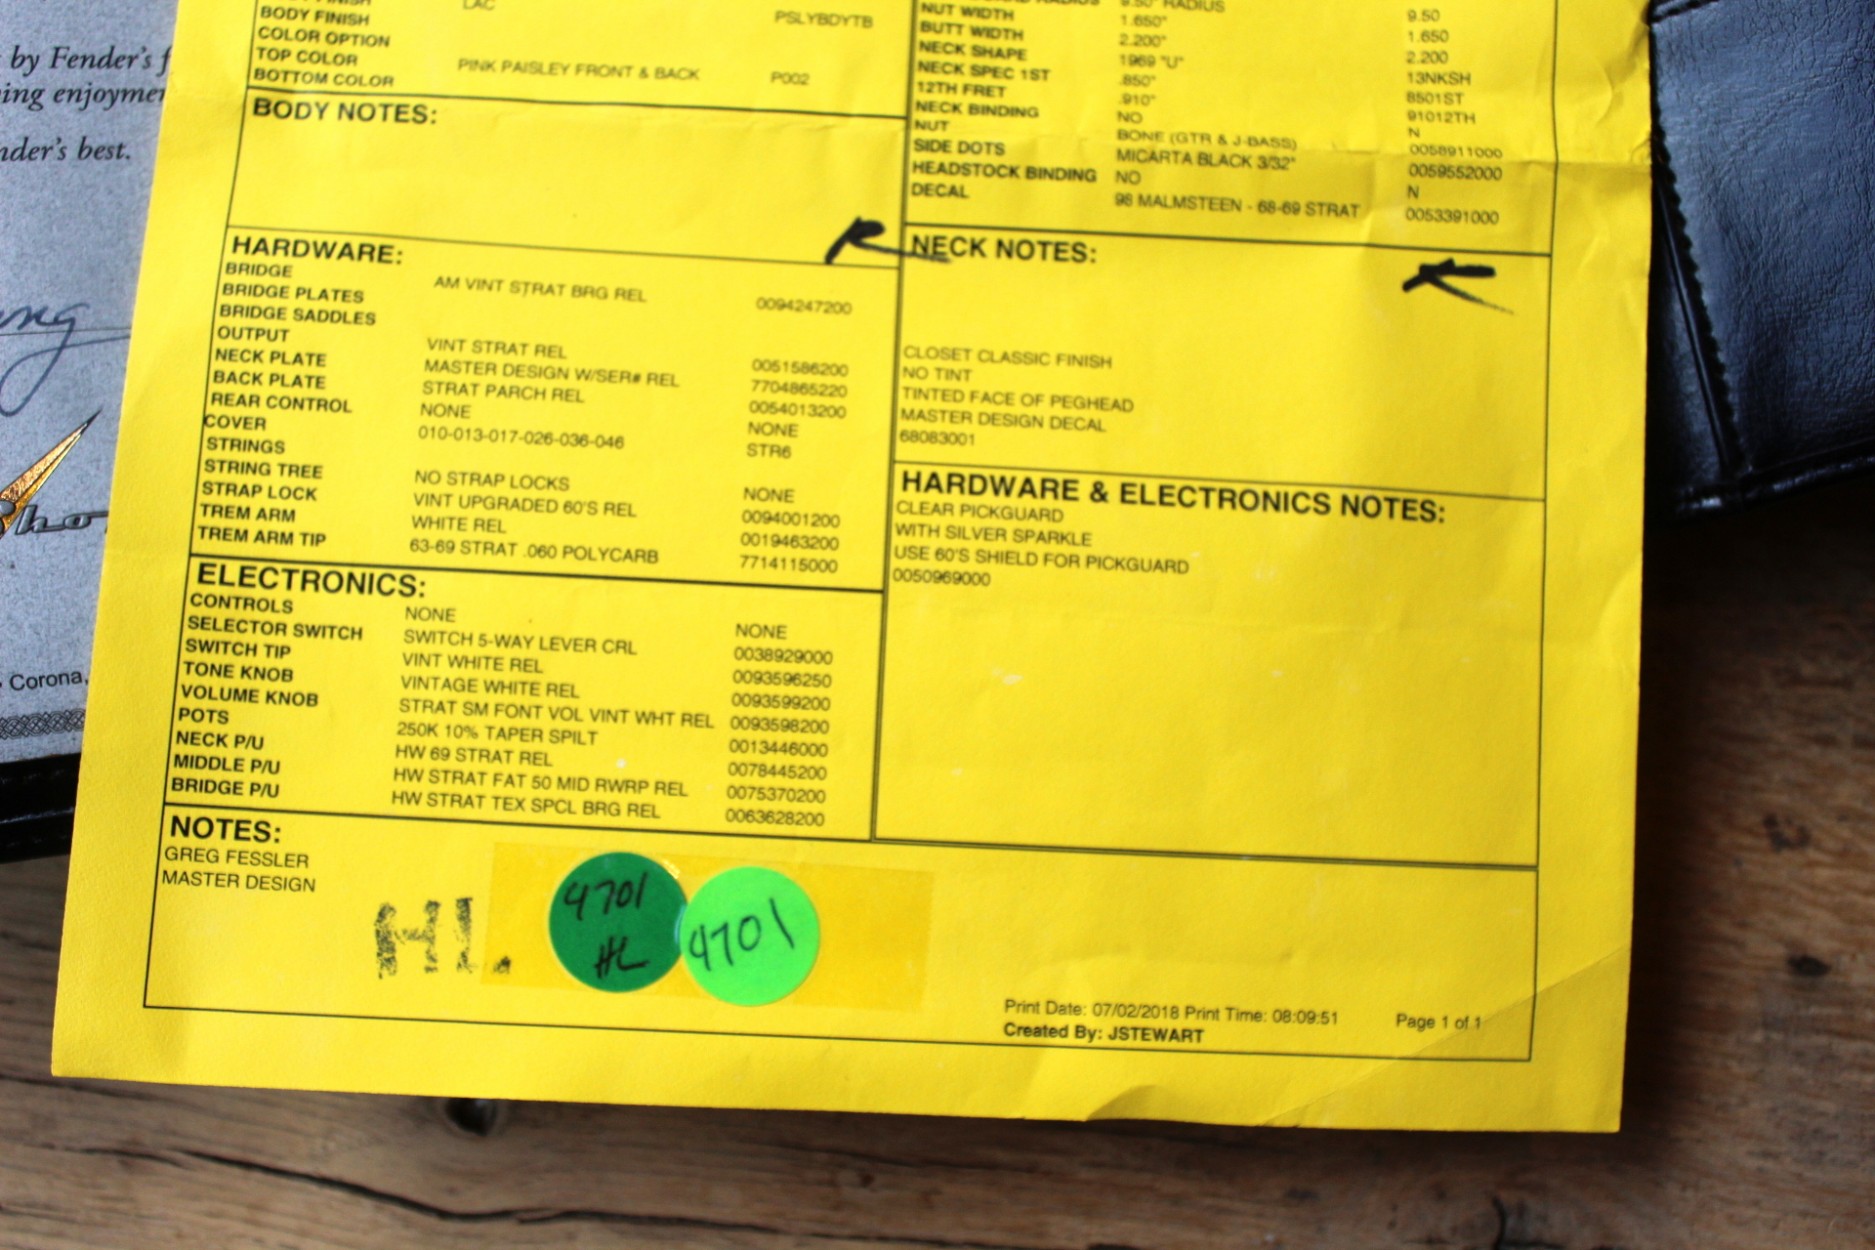 by Fender's f
ing enjoymen
nder's best.
Corona,
LAC
BODY FINISH PSLYBDYTB
COLOR OPTION
TOP COLOR PINK PAISLEY FRONT & BACK P002
BOTTOM COLOR
BODY NOTES:
HARDWARE:
BRIDGE AM VINT STRAT BRG REL 0094247200
BRIDGE PLATES
BRIDGE SADDLES
OUTPUT VINT STRAT REL 0051586200
NECK PLATE MASTER DESIGN W/SER# REL 7704865220
BACK PLATE STRAT PARCH REL 0054013200
REAR CONTROL NONE NONE
COVER 010-013-017-026-036-046 STR6
STRINGS
STRING TREE NO STRAP LOCKS NONE
STRAP LOCK VINT UPGRADED 60'S REL 0094001200
TREM ARM WHITE REL 0019463200
TREM ARM TIP 63-69 STRAT .060 POLYCARB 7714115000
ELECTRONICS:
CONTROLS NONE NONE
SELECTOR SWITCH SWITCH 5-WAY LEVER CRL 0038929000
SWITCH TIP VINT WHITE REL 0093596250
TONE KNOB VINTAGE WHITE REL 0093599200
VOLUME KNOB STRAT SM FONT VOL VINT WHT REL 0093598200
POTS 250K 10% TAPER SPILT 0013446000
NECK P/U HW 69 STRAT REL 0078445200
MIDDLE P/U HW STRAT FAT 50 MID RWRP REL 0075370200
BRIDGE P/U HW STRAT TEX SPCL BRG REL 0063628200
9.50" RADIUS 9.50
NUT WIDTH 1.650" 1.650
BUTT WIDTH 2.200" 2.200
NECK SHAPE 1969 "U" 13NKSH
NECK SPEC 1ST .850" 8501ST
12TH FRET .910" 91012TH
NECK BINDING NO N
NUT BONE (GTR & J-BASS) 0058911000
SIDE DOTS MICARTA BLACK 3/32" 0059552000
HEADSTOCK BINDING NO N
DECAL 98 MALMSTEEN - 68-69 STRAT 0053391000
NECK NOTES:
CLOSET CLASSIC FINISH
NO TINT
TINTED FACE OF PEGHEAD
MASTER DESIGN DECAL
68083001
HARDWARE & ELECTRONICS NOTES:
CLEAR PICKGUARD
WITH SILVER SPARKLE
USE 60'S SHIELD FOR PICKGUARD
0050969000
NOTES:
GREG FESSLER
MASTER DESIGN
H.L.
4701
HL
4701
Print Date: 07/02/2018 Print Time: 08:09:51 Page 1 of 1
Created By: JSTEWART